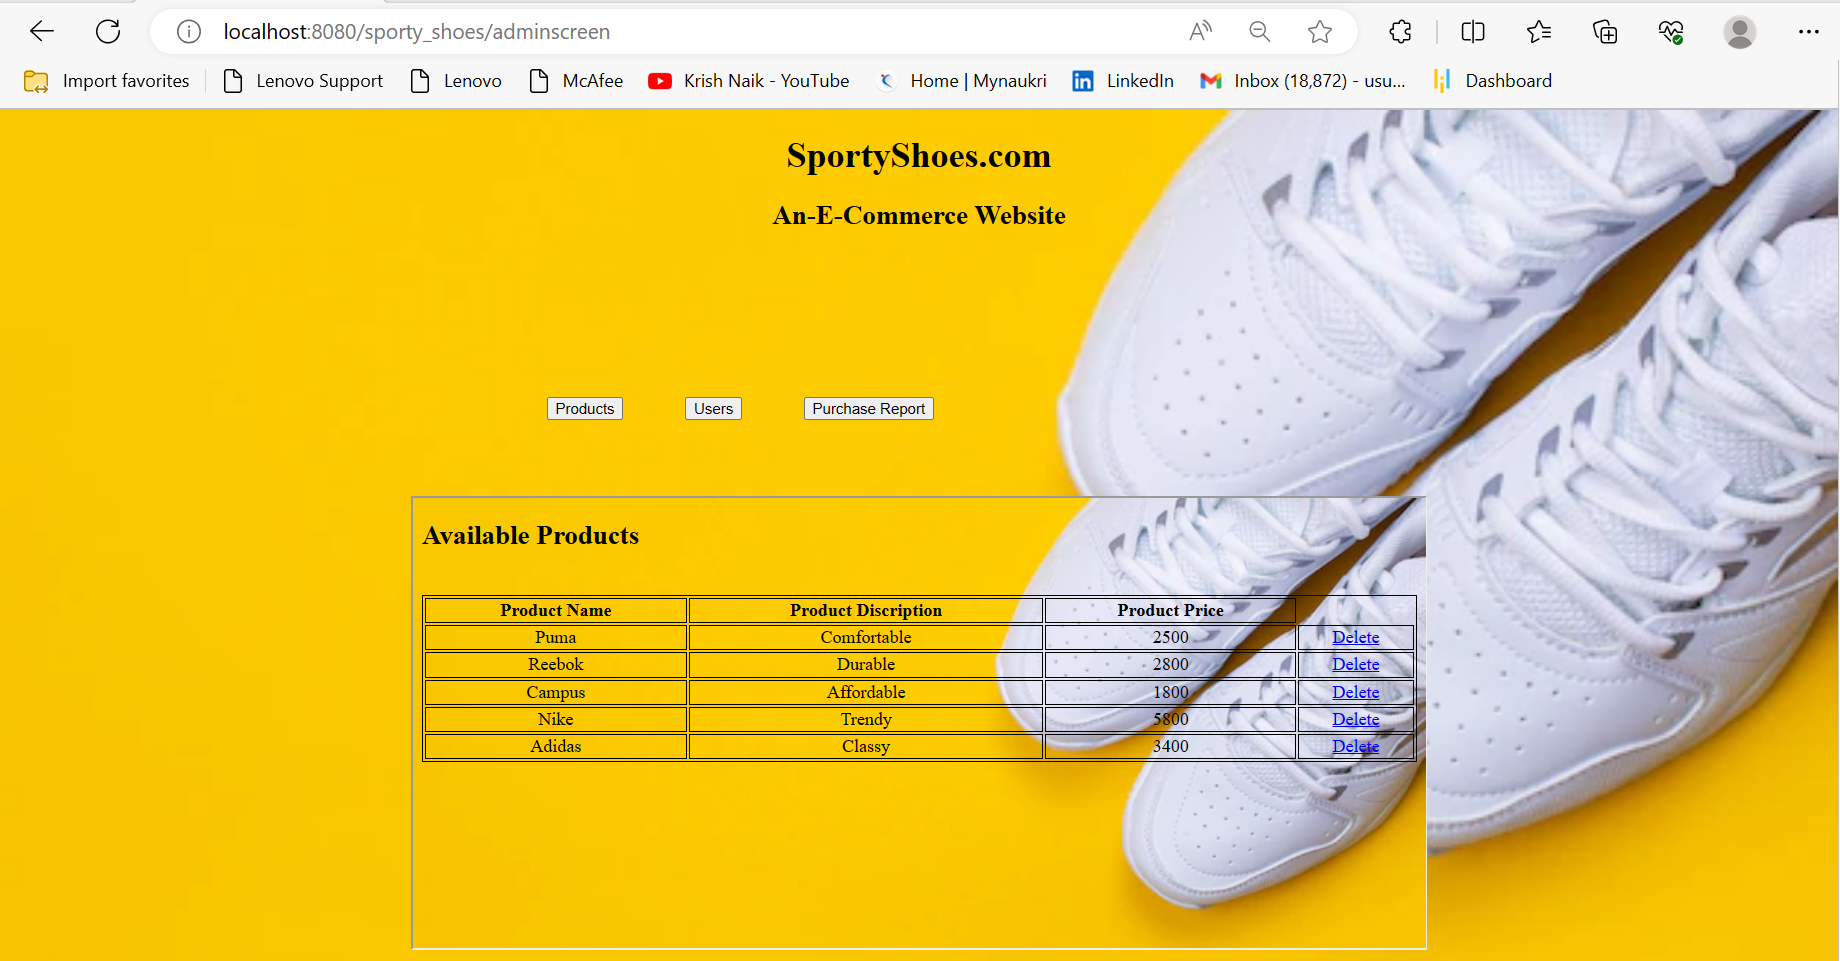 localhost:8080/sporty_shoes/adminscreen
Import favorites Lenovo Support Lenovo McAfee Krish Naik - YouTube Home | Mynaukri LinkedIn Inbox (18,872) - usu... Dashboard
SportyShoes.com
An-E-Commerce Website
Products Users Purchase Report
Available Products
Product Name Product Discription Product Price
Puma Comfortable 2500 Delete
Reebok Durable 2800 Delete
Campus Affordable 1800 Delete
Nike Trendy 5800 Delete
Adidas Classy 3400 Delete